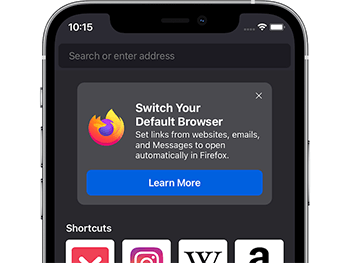 10:15
Search or enter address
Switch Your
Default Browser
Set links from websites, emails,
and Messages to open
automatically in Firefox.
Learn More
Shortcuts
W
a